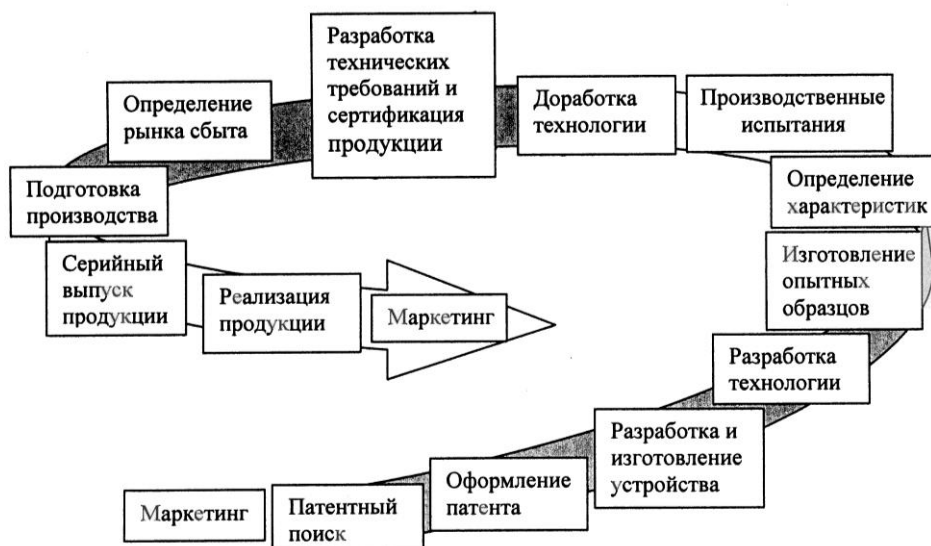 Разработка
технических
требований и
сертификация
продукции
Определение
рынка сбыта
Доработка
технологии
Производственные
испытания
Подготовка
производства
Определение
характеристик
Серийный
выпуск
продукции
Реализация
продукции
Маркетинг
Изготовление
опытных
образцов
Разработка
технологии
Разработка и
изготовление
устройства
Оформление
патента
Маркетинг
Патентный
поиск